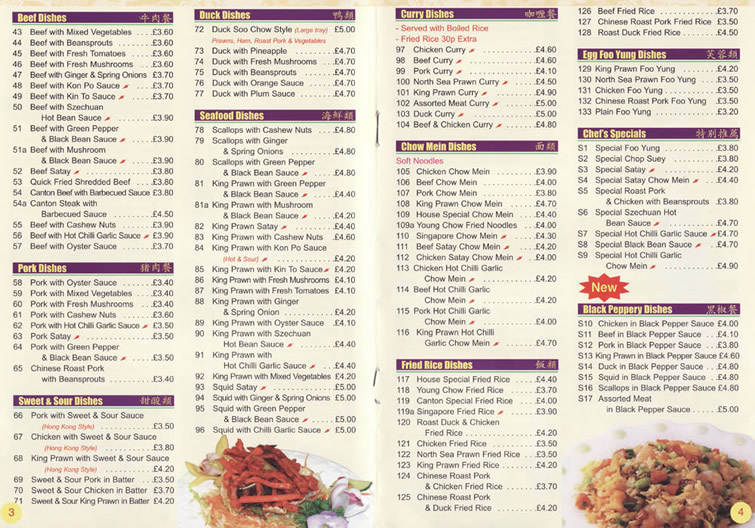 Beef Dishes 牛肉餐
43 Beef with Mixed Vegetables . . . .£3.60
44 Beef with Beansprouts . . . . . . .£3.60
45 Beef with Fresh Tomatoes . . . . .£3.60
46 Beef with Fresh Mushrooms . . . .£3.60
47 Beef with Ginger & Spring Onions £3.70
48 Beef with Kon Po Sauce . . . . .£3.90
49 Beef with Kin To Sauce . . . . .£3.90
50 Beef with Szechuan
Hot Bean Sauce . . . . .£3.90
51 Beef with Green Pepper
& Black Bean Sauce . . . . .£3.90
51a Beef with Mushroom
& Black Bean Sauce . . . . .£3.90
52 Beef Satay . . . . .£3.80
53 Quick Fried Shredded Beef . . . .£3.80
54 Canton Beef with Barbecued Sauce £3.80
54a Canton Steak with
Barbecued Sauce . . . . .£4.50
55 Beef with Cashew Nuts . . . . .£3.90
56 Beef with Hot Chilli Garlic Sauce £3.90
57 Beef with Oyster Sauce . . . . .£3.70
Pork Dishes 猪肉餐
58 Pork with Oyster Sauce . . . . .£3.40
59 Pork with Mixed Vegetables . . . .£3.40
60 Pork with Fresh Mushrooms . . . .£3.40
61 Pork with Cashew Nuts . . . . .£3.60
62 Pork with Hot Chilli Garlic Sauce £3.50
63 Pork Satay . . . . .£3.50
64 Pork with Green Pepper
& Black Bean Sauce . . . . .£3.50
65 Chinese Roast Pork
with Beansprouts . . . . .£3.40
Sweet & Sour Dishes 甜酸類
66 Pork with Sweet & Sour Sauce
(Hong Kong Style) . . . . .£3.50
67 Chicken with Sweet & Sour Sauce
(Hong Kong Style) . . . . .£3.80
68 King Prawn with Sweet & Sour Sauce
(Hong Kong Style) . . . . .£4.20
69 Sweet & Sour Pork in Batter . . . .£3.50
70 Sweet & Sour Chicken in Batter £3.70
71 Sweet & Sour King Prawn in Batter £4.20
3
Duck Dishes 鴨類
72 Duck Soo Chow Style (Large tray) £5.00
Prawns, Ham, Roast Pork & Vegetables
73 Duck with Pineapple . . . . .£4.70
74 Duck with Fresh Mushrooms . . . .£4.70
75 Duck with Beansprouts . . . . .£4.70
76 Duck with Orange Sauce . . . . .£4.70
77 Duck with Plum Sauce . . . . .£4.70
Seafood Dishes 海鮮類
78 Scallops with Cashew Nuts . . . .£4.80
79 Scallops with Ginger
& Spring Onions . . . . .£4.80
80 Scallops with Green Pepper
& Black Bean Sauce . . . . .£4.80
81 King Prawn with Green Pepper
& Black Bean Sauce . . . . .£4.40
81a King Prawn with Mushroom
& Black Bean Sauce . . . . .£4.20
82 King Prawn Satay . . . . .£4.40
83 King Prawn with Cashew Nuts £4.60
84 King Prawn with Kon Po Sauce
(Hot & Sour) . . . . .£4.20
85 King Prawn with Kin To Sauce £4.20
86 King Prawn with Fresh Mushrooms £4.10
87 King Prawn with Fresh Tomatoes £4.10
88 King Prawn with Ginger
& Spring Onion . . . . .£4.20
89 King Prawn with Oyster Sauce £4.10
90 King Prawn with Szechuan
Hot Bean Sauce . . . . .£4.40
91 King Prawn with
Hot Chilli Garlic Sauce . . . . .£4.40
92 King Prawn with Mixed Vegetables £4.20
93 Squid Satay . . . . .£5.00
94 Squid with Ginger & Spring Onions £5.00
95 Squid with Green Pepper
& Black Bean Sauce . . . . .£5.00
96 Squid with Chilli Garlic Sauce £5.00
Curry Dishes 咖喱餐
- Served with Boiled Rice
- Fried Rice 30p Extra
97 Chicken Curry . . . . .£4.60
98 Beef Curry . . . . .£4.60
99 Pork Curry . . . . .£4.10
100 North Sea Prawn Curry . . . . .£4.50
101 King Prawn Curry . . . . .£4.90
102 Assorted Meat Curry . . . . .£5.00
103 Duck Curry . . . . .£5.00
104 Beef & Chicken Curry . . . . .£4.80
Chow Mein Dishes 面類
Soft Noodles
105 Chicken Chow Mein . . . . .£3.90
106 Beef Chow Mein . . . . .£4.00
107 Pork Chow Mein . . . . .£3.80
108 King Prawn Chow Mein . . . . .£4.70
109 House Special Chow Mein . . . .£4.40
109a Young Chow Fried Noodles . . . .£4.00
110 Singapore Chow Mein . . . . .£4.30
111 Beef Satay Chow Mein . . . . .£4.20
112 Chicken Satay Chow Mein . . . . .£4.20
113 Chicken Hot Chilli Garlic
Chow Mein . . . . .£4.20
114 Beef Hot Chilli Garlic
Chow Mein . . . . .£4.20
115 Pork Hot Chilli Garlic
Chow Mein . . . . .£4.00
116 King Prawn Hot Chilli
Garlic Chow Mein . . . . .£4.70
Fried Rice Dishes 飯類
117 House Special Fried Rice . . . . .£4.40
118 Young Chow Fried Rice . . . . .£3.70
119 Canton Special Fried Rice . . . .£4.00
119a Singapore Fried Rice . . . . .£3.90
120 Roast Duck & Chicken
Fried Rice . . . . .£4.20
121 Chicken Fried Rice . . . . .£3.50
122 North Sea Prawn Fried Rice . . . .£3.50
123 King Prawn Fried Rice . . . . .£4.20
124 Chinese Roast Pork
& Chicken Fried Rice . . . . .£3.70
125 Chinese Roast Pork
& Duck Fried Rice . . . . .£4.20
126 Beef Fried Rice . . . . .£3.70
127 Chinese Roast Pork Fried Rice £3.50
128 Roast Duck Fried Rice . . . . .£4.50
Egg Foo Yung Dishes 芙蓉類
129 King Prawn Foo Yung . . . . .£4.20
130 North Sea Prawn Foo Yung . . . .£3.50
131 Chicken Foo Yung . . . . .£3.50
132 Chinese Roast Pork Foo Yung £3.50
133 Plain Foo Yung . . . . .£3.20
Chef's Specials 特別推薦
S1 Special Foo Yung . . . . .£3.80
S2 Special Chop Suey . . . . .£3.80
S3 Special Satay . . . . .£4.20
S4 Special Satay Chow Mein . . . . .£4.40
S5 Special Roast Pork
& Chicken with Beansprouts £3.80
S6 Special Szechuan Hot
Bean Sauce . . . . .£4.70
S7 Special Hot Chilli Garlic Sauce £4.70
S8 Special Black Bean Sauce . . . .£4.70
S9 Special Hot Chilli Garlic
Chow Mein . . . . .£4.90
New
Black Peppery Dishes 黑椒餐
S10 Chicken in Black Pepper Sauce £4.00
S11 Beef in Black Pepper Sauce . . .£4.10
S12 Pork in Black Pepper Sauce . . .£3.80
S13 King Prawn in Black Pepper Sauce £4.60
S14 Duck in Black Pepper Sauce . . .£4.80
S15 Squid in Black Pepper Sauce . . .£4.80
S16 Scallops in Black Pepper Sauce £4.80
S17 Assorted Meat
in Black Pepper Sauce . . . . .£5.00
4